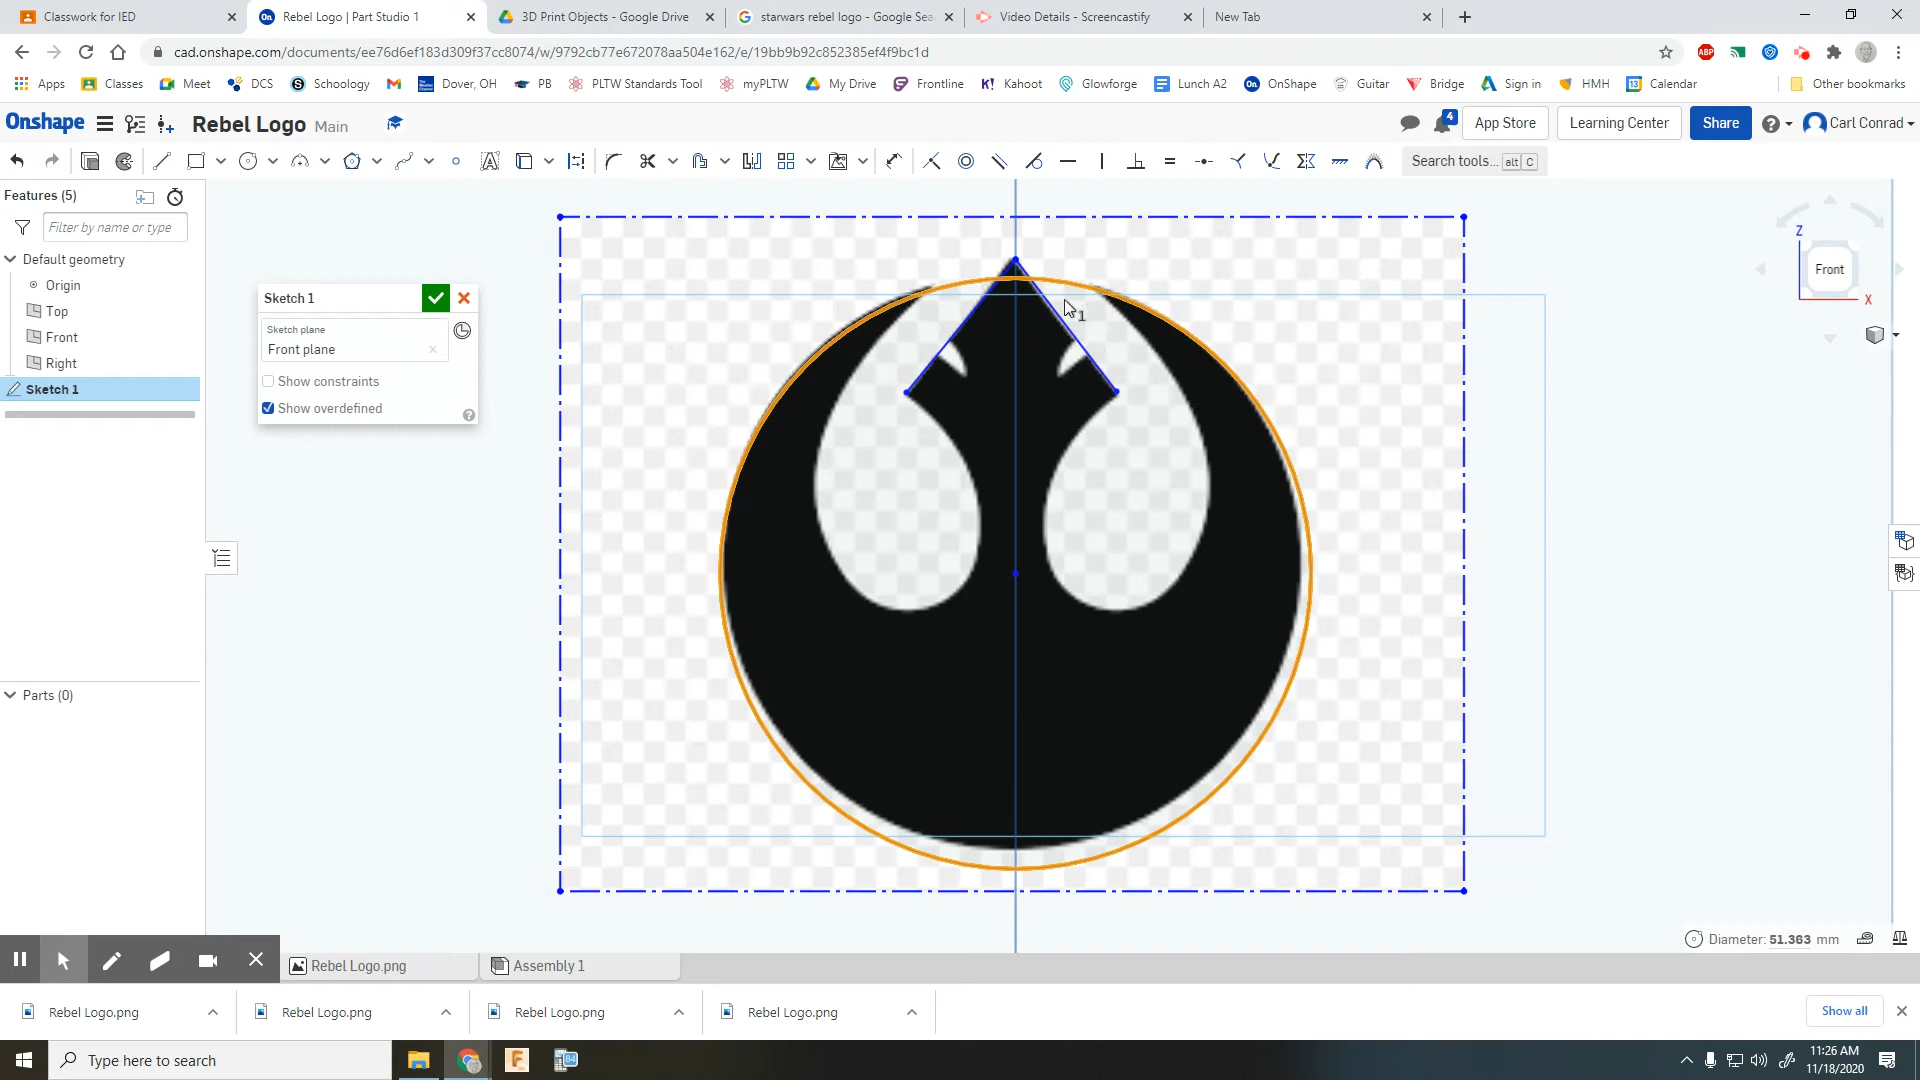 Classwork for IED
Rebel Logo | Part Studio 1
3D Print Objects - Google Drive
starwars rebel logo - Google Sea
Video Details - Screencastify
New Tab
cad.onshape.com/documents/ee76d6ef183d309f37cc8074/w/9792cb77e672078aa504e162/e/19bb9b92c852385ef4f9bc1d
ABP
Apps
Classes
Meet
DCS
Schoology
Dover, OH
PB
PLTW Standards Tool
myPLTW
My Drive
Frontline
Kahoot
Glowforge
Lunch A2
OnShape
Guitar
Bridge
Sign in
HMH
Calendar
Other bookmarks
Onshape
Rebel Logo Main
4
App Store
Learning Center
Share
Carl Conrad
Search tools... alt C
Features (5)
Filter by name or type
Default geometry
Origin
Top
Front
Right
Sketch 1
Parts (0)
Sketch 1
Sketch plane
Front plane
Show constraints
Show overdefined
1
Z
Front
X
Diameter: 51.363 mm
Rebel Logo.png
Assembly 1
Rebel Logo.png
Rebel Logo.png
Rebel Logo.png
Rebel Logo.png
Show all
Type here to search
11:26 AM
11/18/2020